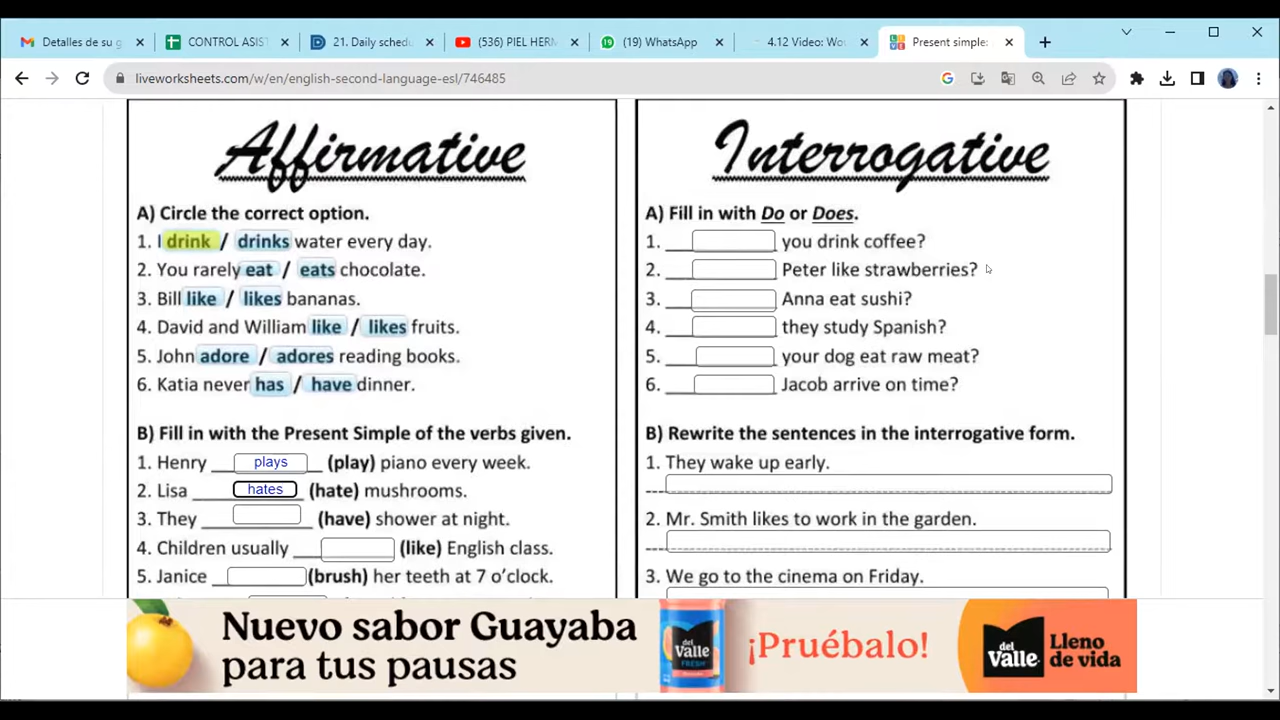 Detalles de su g
CONTROL ASIST
21. Daily schedu
(536) PIEL HERM
(19) WhatsApp
4.12 Video: Wou
Present simple:
liveworksheets.com/w/en/english-second-language-esl/746485
Affirmative
A) Circle the correct option.
1. I drink / drinks water every day.
2. You rarely eat / eats chocolate.
3. Bill like / likes bananas.
4. David and William like / likes fruits.
5. John adore / adores reading books.
6. Katia never has / have dinner.
B) Fill in with the Present Simple of the verbs given.
1. Henry plays (play) piano every week.
2. Lisa hates (hate) mushrooms.
3. They (have) shower at night.
4. Children usually (like) English class.
5. Janice (brush) her teeth at 7 o'clock.
Interrogative
A) Fill in with Do or Does.
1. you drink coffee?
2. Peter like strawberries?
3. Anna eat sushi?
4. they study Spanish?
5. your dog eat raw meat?
6. Jacob arrive on time?
B) Rewrite the sentences in the interrogative form.
1. They wake up early.
2. Mr. Smith likes to work in the garden.
3. We go to the cinema on Friday.
Nuevo sabor Guayaba
para tus pausas
del
Valle
FRESH
¡Pruébalo!
del
Valle
Lleno
de vida